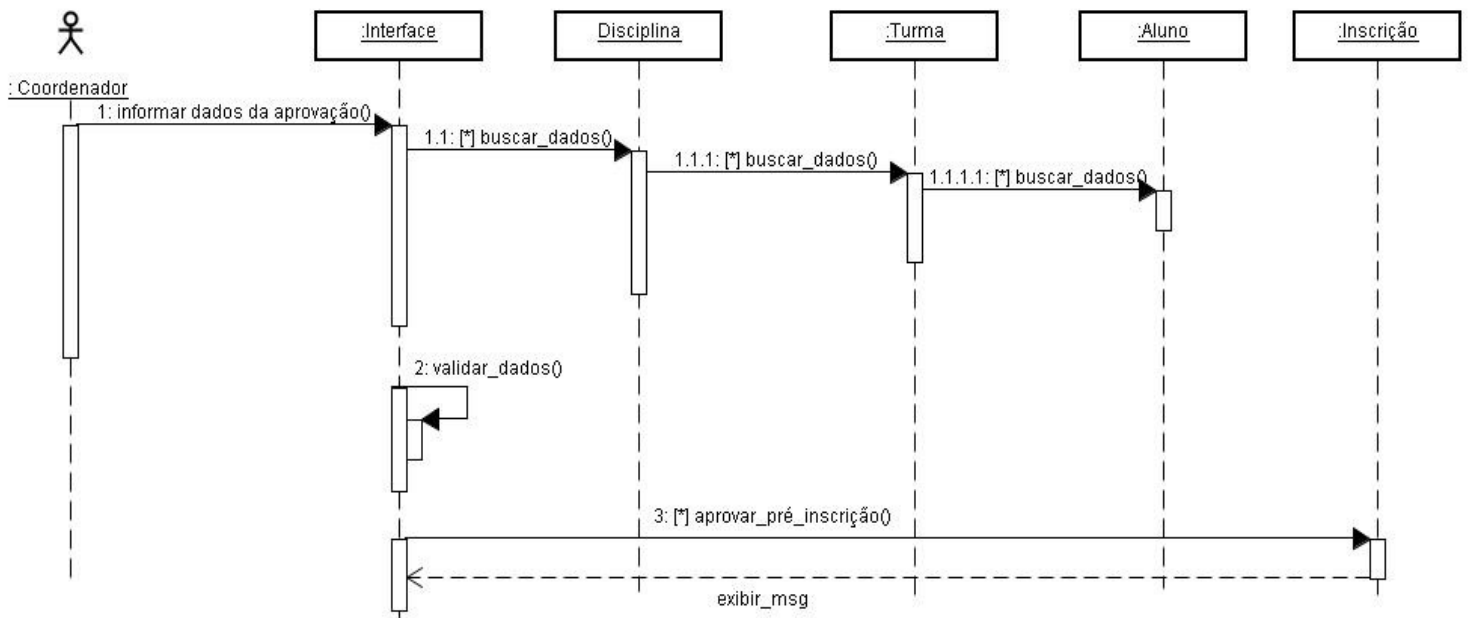 :Interface
Disciplina
:Turma
:Aluno
:Inscrição
: Coordenador
1: informar dados da aprovação()
1.1: [*] buscar_dados()
1.1.1: [*] buscar_dados()
1.1.1.1: [*] buscar_dados()
2: validar_dados()
3: [*] aprovar_pré_inscrição()
exibir_msg